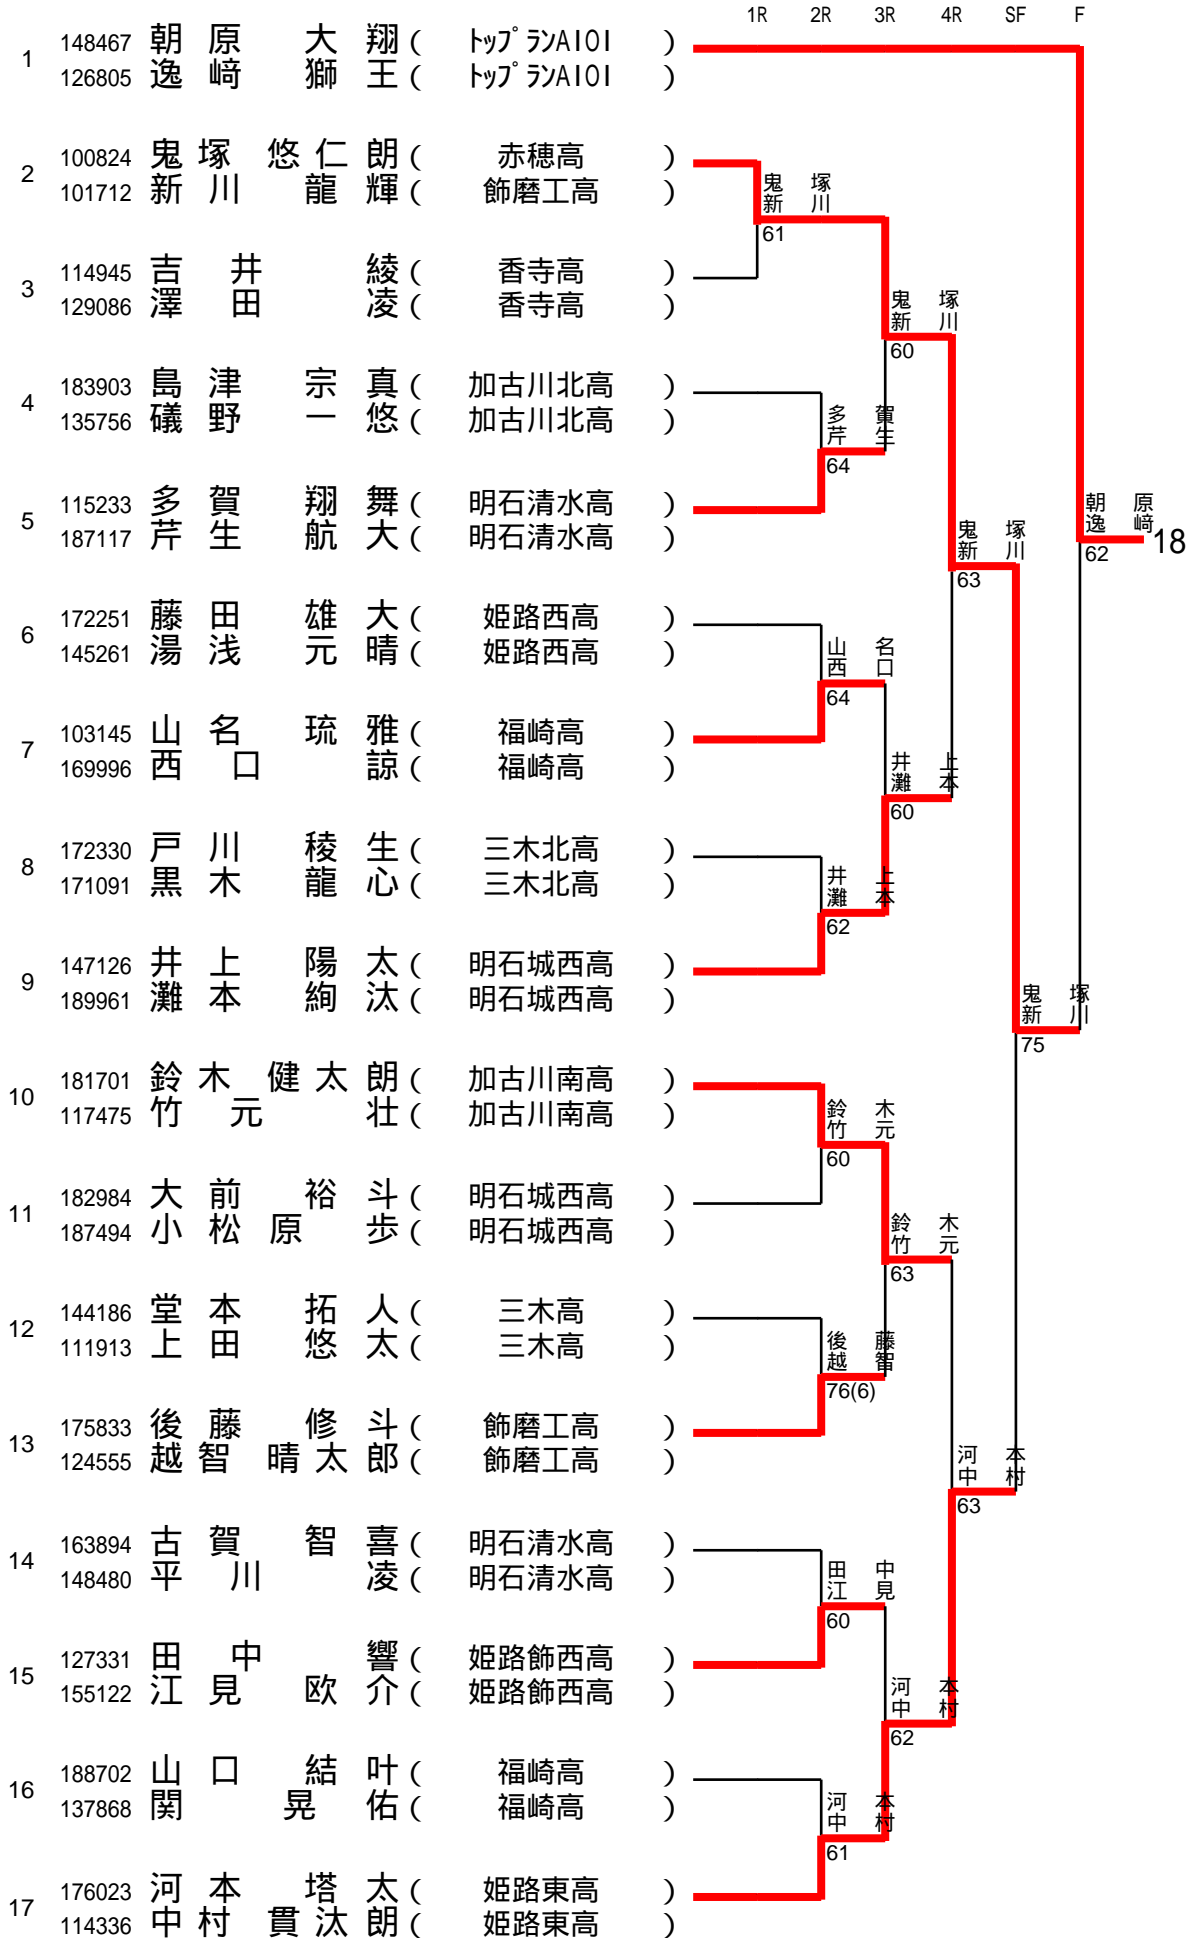 1R 2R 3R 4R SF F
1 148467 朝原 大翔 ( トップランAIOI )
126805 逸﨑 獅王 ( トップランAIOI )
2 100824 鬼塚 悠仁朗 ( 赤穂高 )
101712 新川 龍輝 ( 飾磨工高 )
鬼塚
新川
61
3 114945 吉井 綾 ( 香寺高 )
129086 澤田 凌 ( 香寺高 )
鬼塚
新川
60
4 183903 島津 宗真 ( 加古川北高 )
135756 礒野 一悠 ( 加古川北高 )
多賀
芹生
64
5 115233 多賀 翔舞 ( 明石清水高 )
187117 芹生 航大 ( 明石清水高 )
朝原
逸﨑
62
18
鬼塚
新川
63
6 172251 藤田 雄大 ( 姫路西高 )
145261 湯浅 元晴 ( 姫路西高 )
山名
西口
64
7 103145 山名 琉雅 ( 福崎高 )
169996 西口 諒 ( 福崎高 )
井上
灘本
60
8 172330 戸川 稜生 ( 三木北高 )
171091 黒木 龍心 ( 三木北高 )
井上
灘本
62
9 147126 井上 陽太 ( 明石城西高 )
189961 灘本 絢汰 ( 明石城西高 )
鬼塚
新川
75
10 181701 鈴木 健太朗 ( 加古川南高 )
117475 竹元 壮 ( 加古川南高 )
鈴木
竹元
60
11 182984 大前 裕斗 ( 明石城西高 )
187494 小松原 歩 ( 明石城西高 )
鈴木
竹元
63
12 144186 堂本 拓人 ( 三木高 )
111913 上田 悠太 ( 三木高 )
後藤
越智
76(6)
13 175833 後藤 修斗 ( 飾磨工高 )
124555 越智 晴太郎 ( 飾磨工高 )
河本
中村
63
14 163894 古賀 智喜 ( 明石清水高 )
148480 平川 凌 ( 明石清水高 )
田中
江見
60
15 127331 田中 響 ( 姫路飾西高 )
155122 江見 欧介 ( 姫路飾西高 )
河本
中村
62
16 188702 山口 結叶 ( 福崎高 )
137868 関 晃佑 ( 福崎高 )
河本
中村
61
17 176023 河本 塔太 ( 姫路東高 )
114336 中村 貫汰朗 ( 姫路東高 )